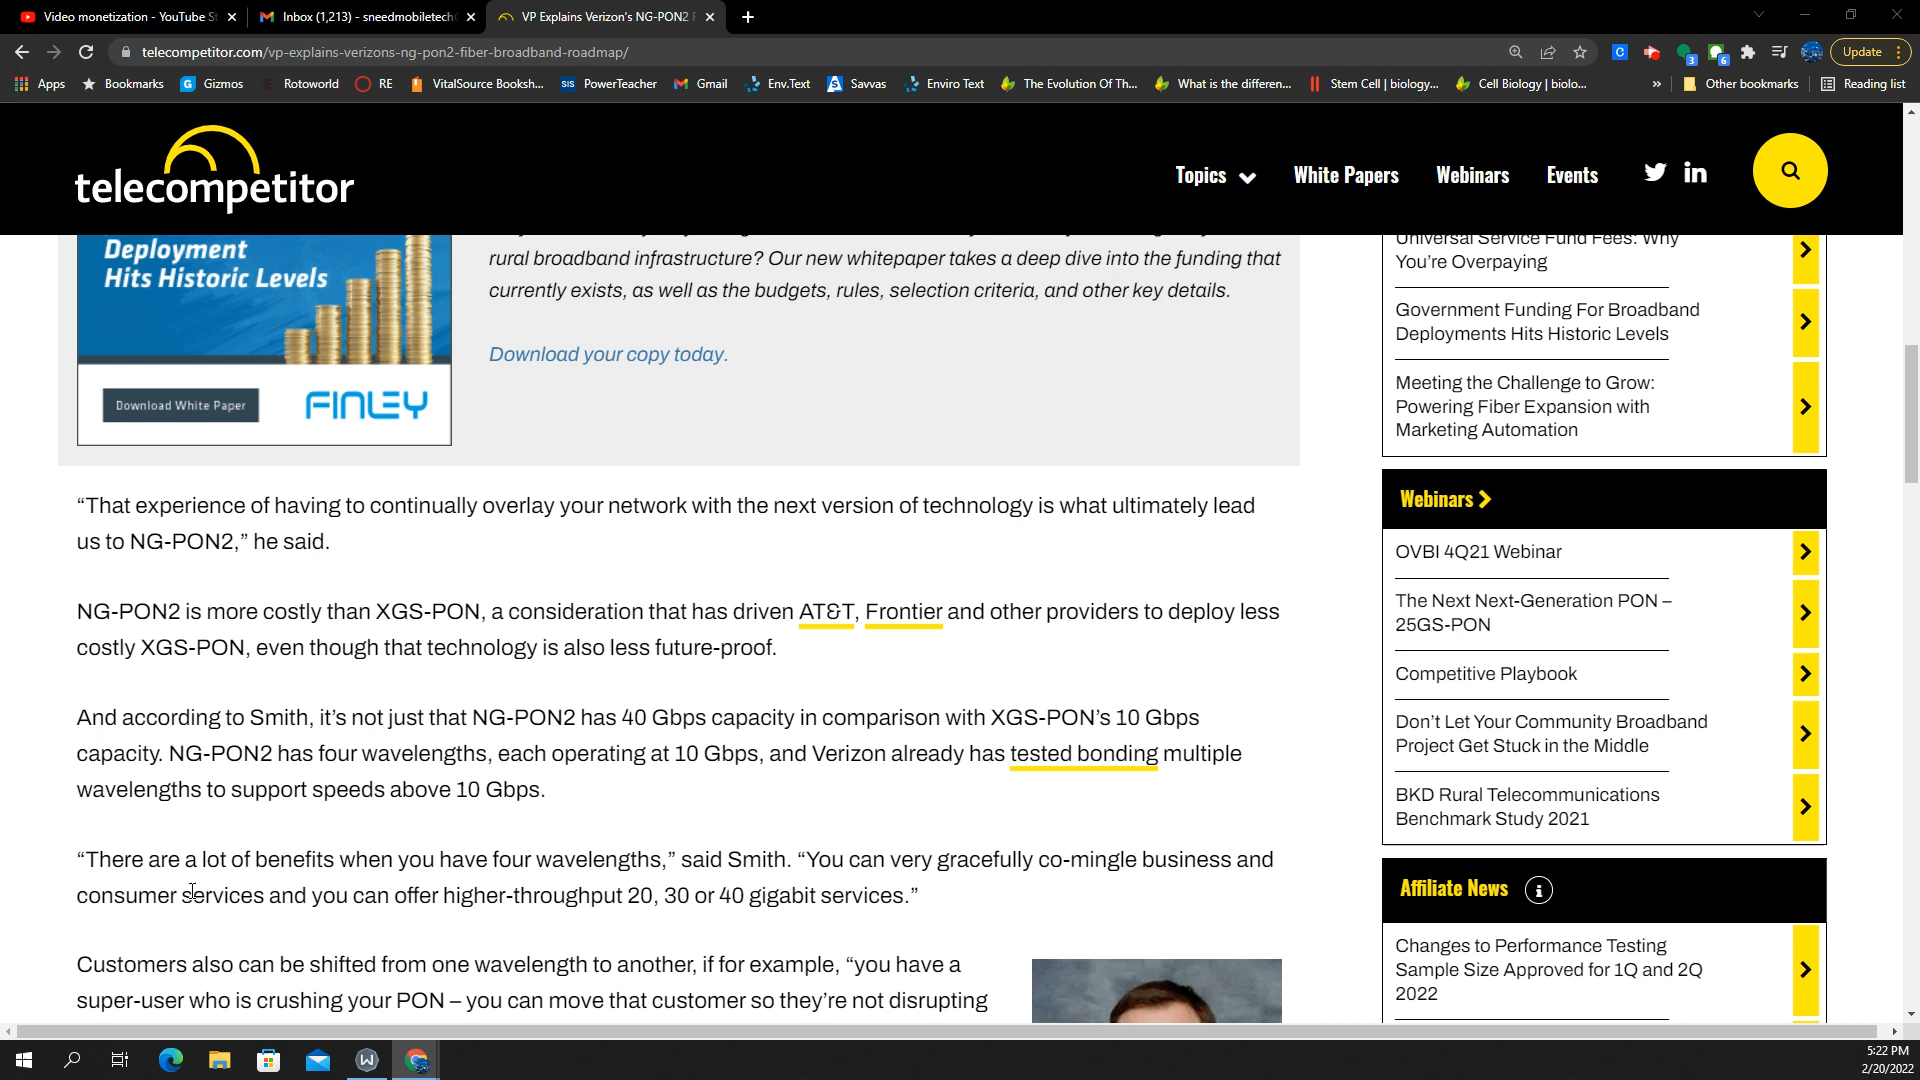 Video monetization - YouTube St
Inbox (1,213) - sneedmobiletech
VP Explains Verizon's NG-PON2 F
telecompetitor.com/vp-explains-verizons-ng-pon2-fiber-broadband-roadmap/
3
6
Update
Apps
Bookmarks
Gizmos
Rotoworld
RE
VitalSource Booksh...
PowerTeacher
Gmail
Env.Text
Savvas
Enviro Text
The Evolution Of Th...
What is the differen...
Stem Cell | biology...
Cell Biology | biolo...
»
Other bookmarks
Reading list
telecompetitor
Topics
White Papers
Webinars
Events
Deployment
Hits Historic Levels
Download White Paper
FINLEY
rural broadband infrastructure? Our new whitepaper takes a deep dive into the funding that
currently exists, as well as the budgets, rules, selection criteria, and other key details.
Download your copy today.
“That experience of having to continually overlay your network with the next version of technology is what ultimately lead
us to NG-PON2,” he said.
NG-PON2 is more costly than XGS-PON, a consideration that has driven AT&T, Frontier and other providers to deploy less
costly XGS-PON, even though that technology is also less future-proof.
And according to Smith, it’s not just that NG-PON2 has 40 Gbps capacity in comparison with XGS-PON’s 10 Gbps
capacity. NG-PON2 has four wavelengths, each operating at 10 Gbps, and Verizon already has tested bonding multiple
wavelengths to support speeds above 10 Gbps.
“There are a lot of benefits when you have four wavelengths,” said Smith. “You can very gracefully co-mingle business and
consumer services and you can offer higher-throughput 20, 30 or 40 gigabit services.”
Customers also can be shifted from one wavelength to another, if for example, “you have a
super-user who is crushing your PON – you can move that customer so they’re not disrupting
Universal Service Fund Fees: Why
You’re Overpaying
Government Funding For Broadband
Deployments Hits Historic Levels
Meeting the Challenge to Grow:
Powering Fiber Expansion with
Marketing Automation
Webinars
OVBI 4Q21 Webinar
The Next Next-Generation PON –
25GS-PON
Competitive Playbook
Don’t Let Your Community Broadband
Project Get Stuck in the Middle
BKD Rural Telecommunications
Benchmark Study 2021
Affiliate News
Changes to Performance Testing
Sample Size Approved for 1Q and 2Q
2022
5:22 PM
2/20/2022